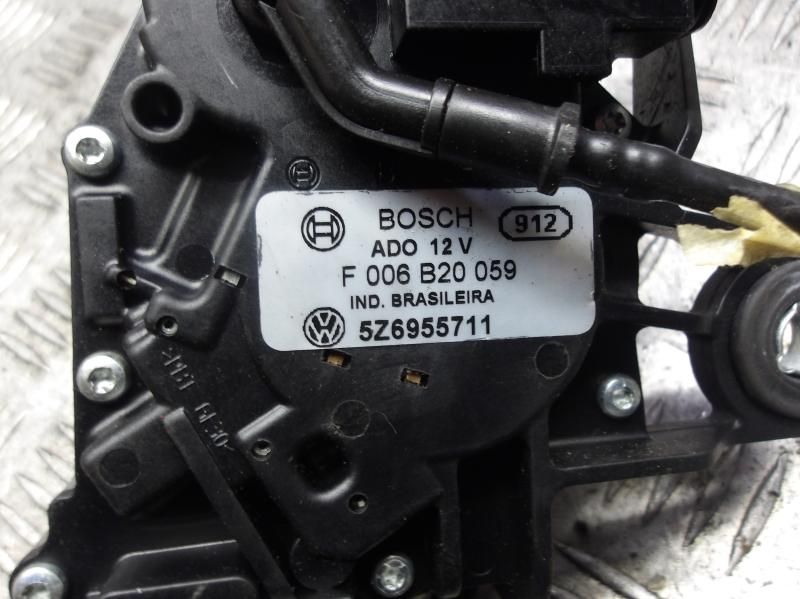 BOSCH 912
ADO 12 V
F 006 B20 059
IND. BRASILEIRA
5Z6955711